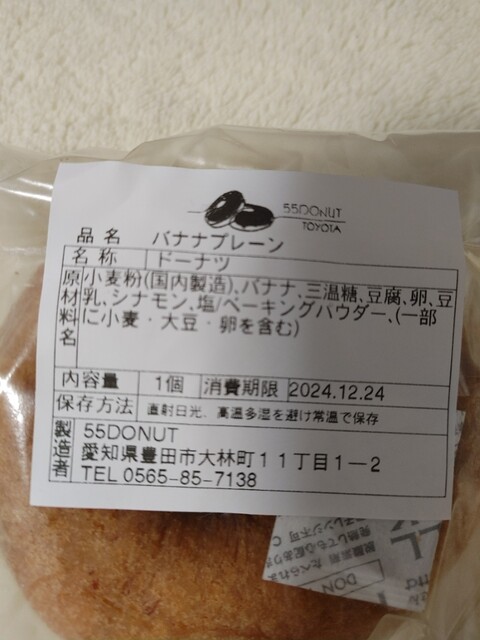 55DONUT
TOYOTA
品名 バナナプレーン
名称 ドーナツ
原材料名 小麦粉(国内製造)、バナナ、三温糖、豆腐、卵、豆
乳、シナモン、塩/ベーキングパウダー、(一部
に小麦・大豆・卵を含む)
内容量 1個 消費期限 2024.12.24
保存方法 直射日光、高温多湿を避け常温で保存
製造者 55DONUT
愛知県豊田市大林町11丁目1-2
TEL 0565-85-7138